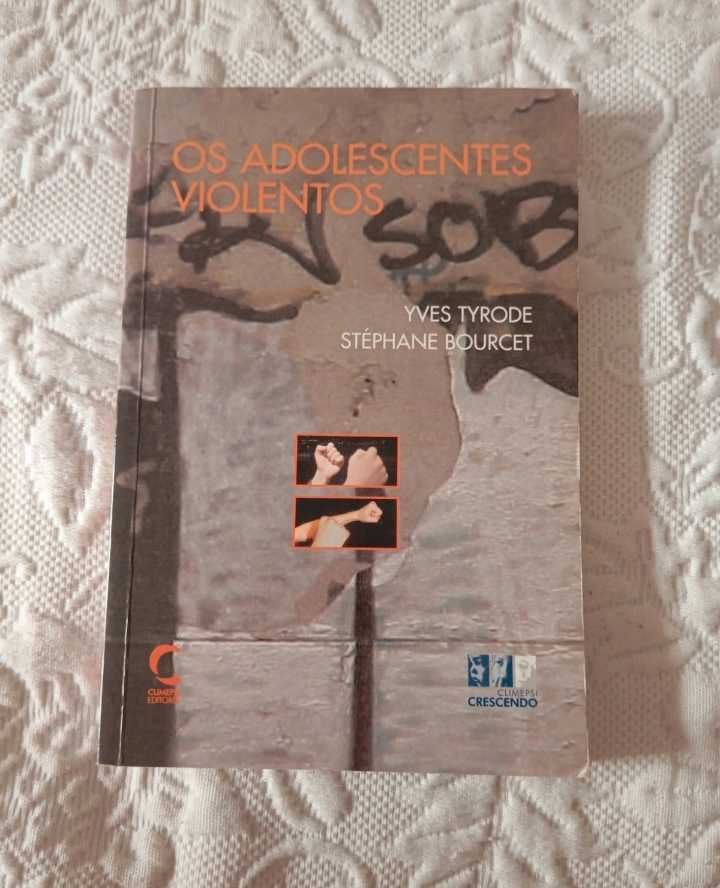 OS ADOLESCENTES
VIOLENTOS
SOB
YVES TYRODE
STÉPHANE BOURCET
CLIMEPSI
EDITORES
CLIMEPSI
CRESCENDO